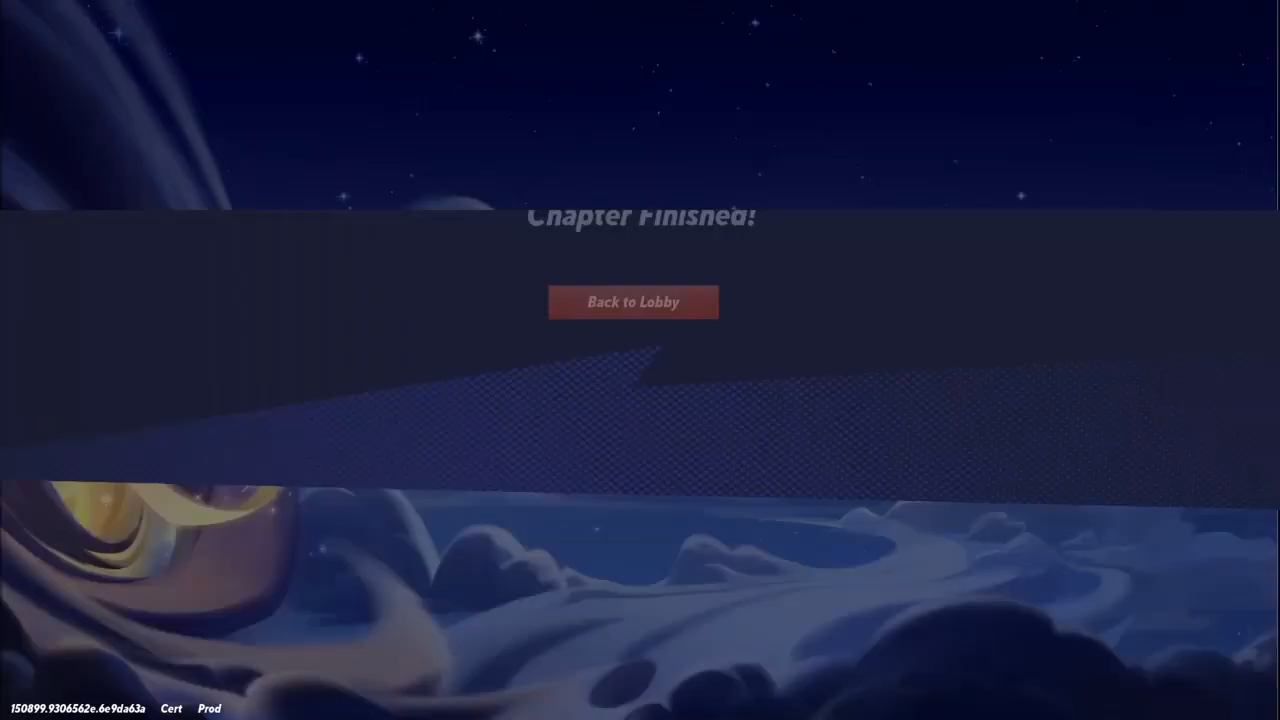 Chapter Finished!
Back to Lobby
150899.9306562e.6e9da63a Cert Prod